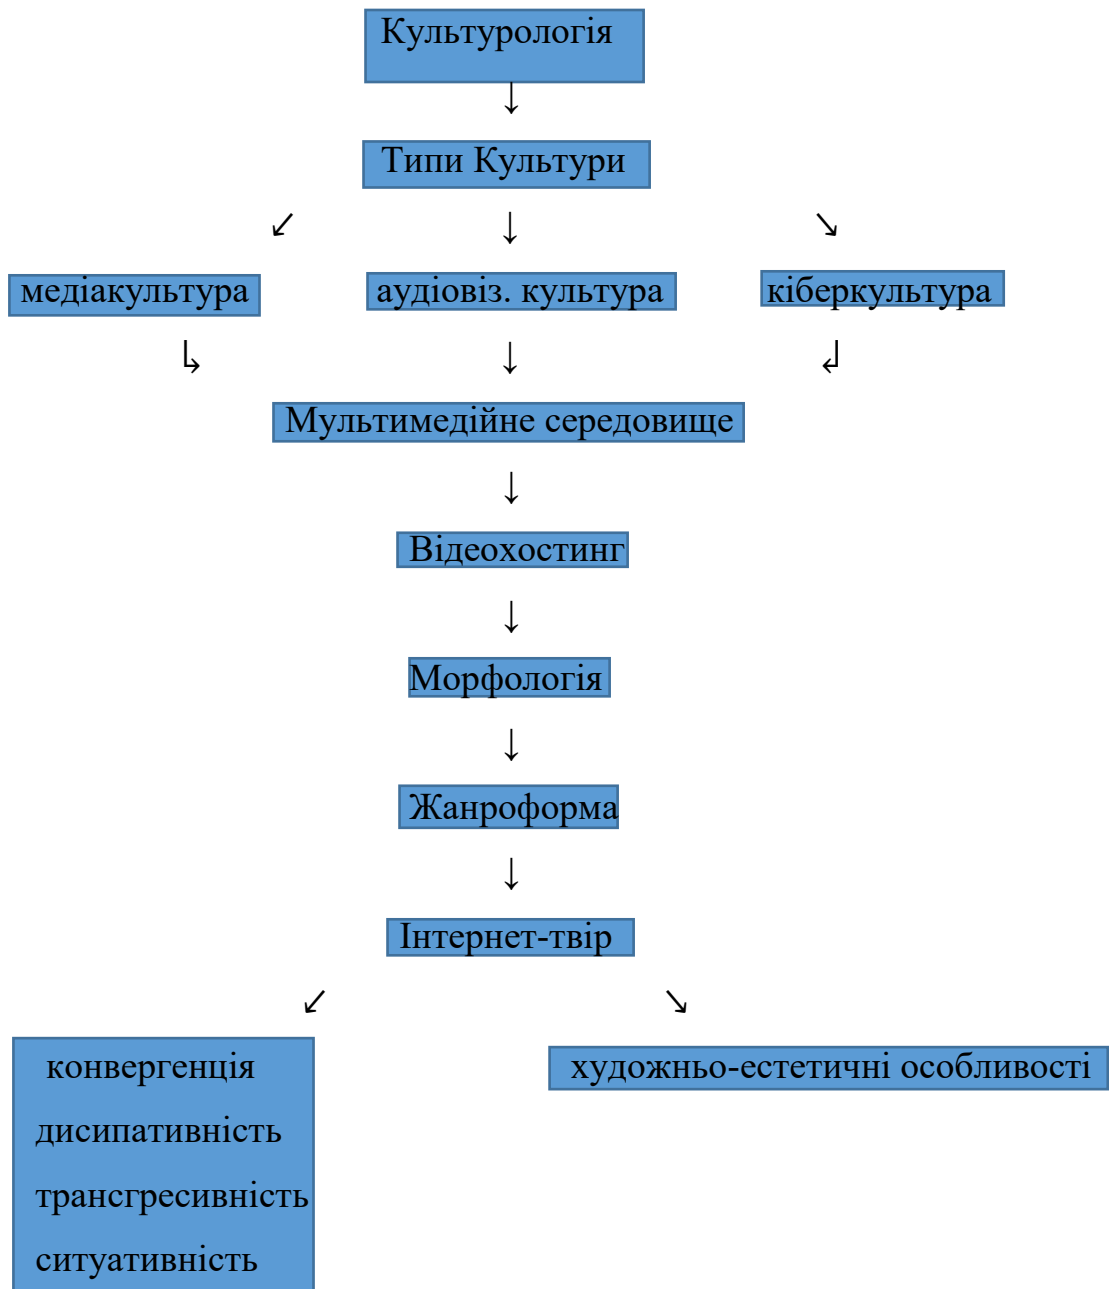 Культурологія
↓
Типи Культури
↙ ↓ ↘
медіакультура аудіовіз. культура кіберкультура
↳ ↓ ↲
Мультимедійне середовище
↓
Відеохостинг
↓
Морфологія
↓
Жанроформа
↓
Інтернет-твір
↙ ↘
конвергенція художньо-естетичні особливості
дисипативність
трансгресивність
ситуативність